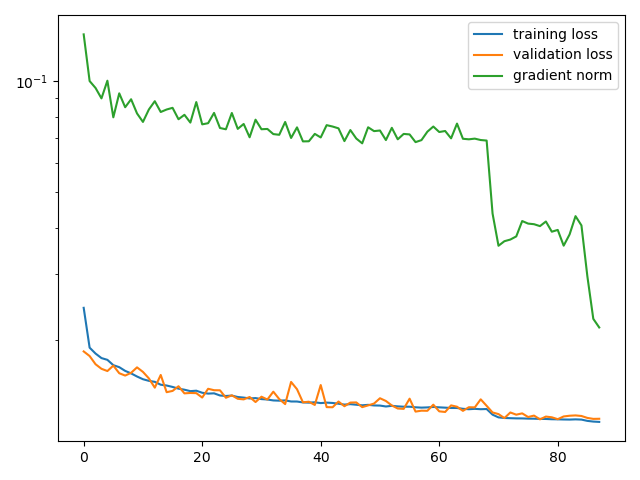 training loss
validation loss
gradient norm
10⁻¹
0 20 40 60 80